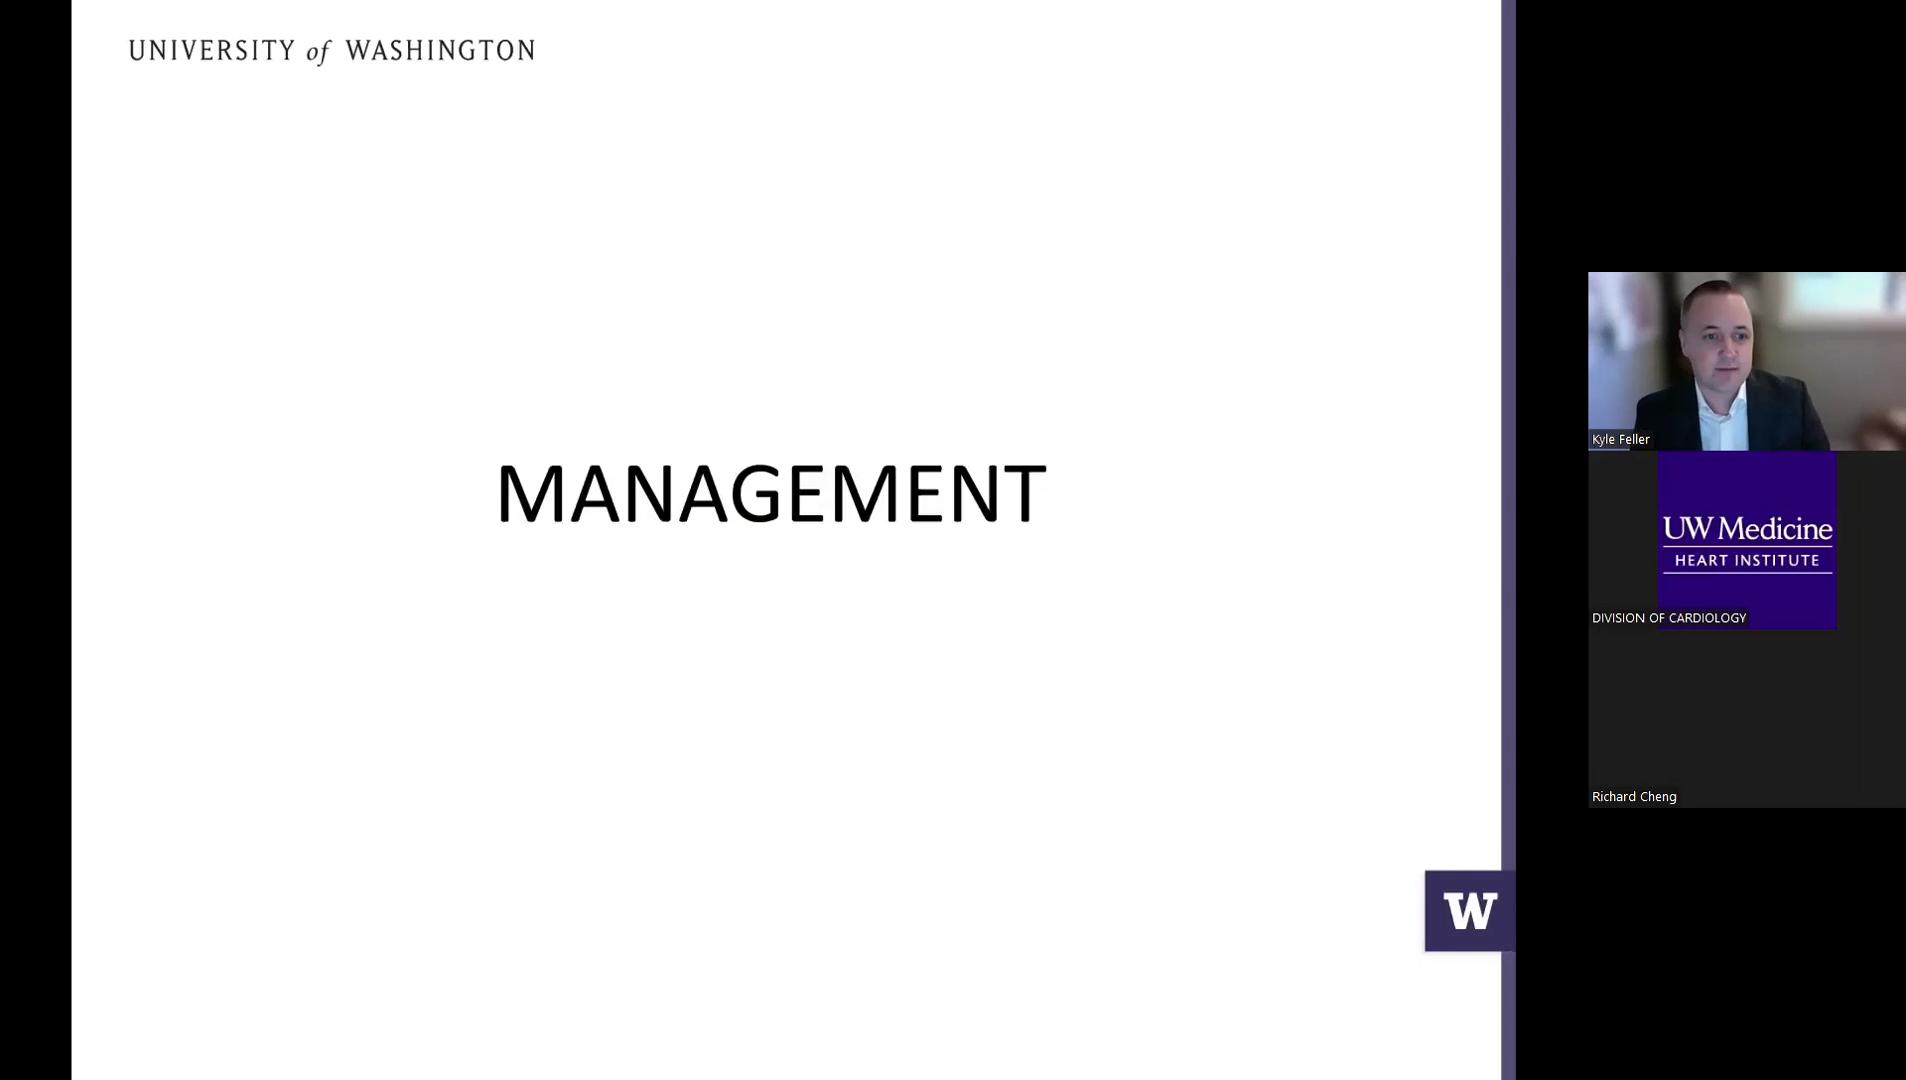 UNIVERSITY of WASHINGTON
MANAGEMENT
W
Kyle Feller
UW Medicine
HEART INSTITUTE
DIVISION OF CARDIOLOGY
Richard Cheng